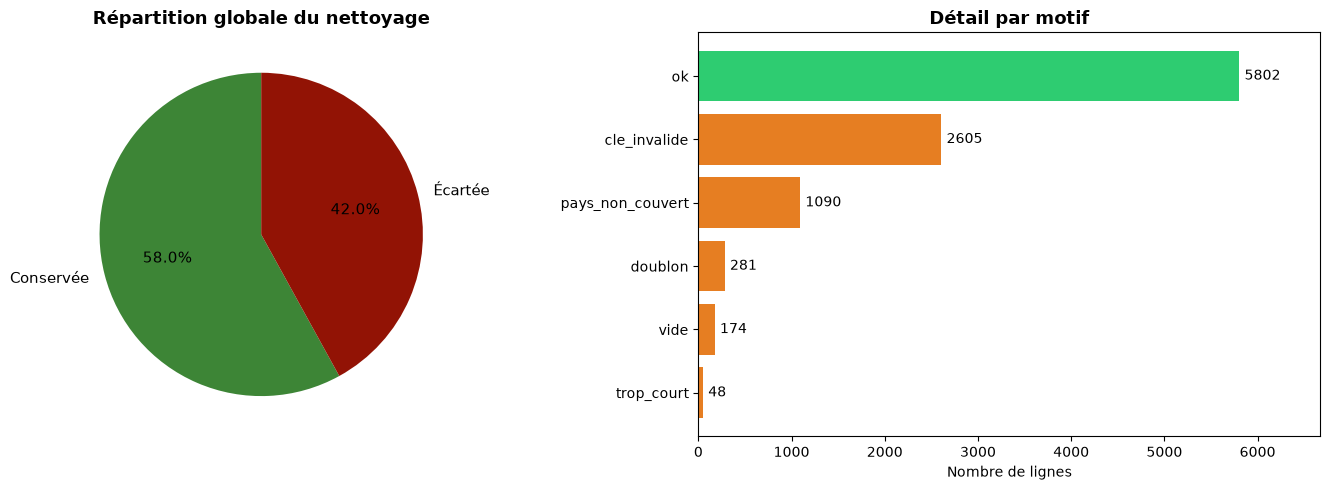 Répartition globale du nettoyage
Écartée
42.0%
58.0%
Conservée
Détail par motif
ok
5802
cle_invalide
2605
pays_non_couvert
1090
doublon
281
vide
174
trop_court
48
0 1000 2000 3000 4000 5000 6000
Nombre de lignes